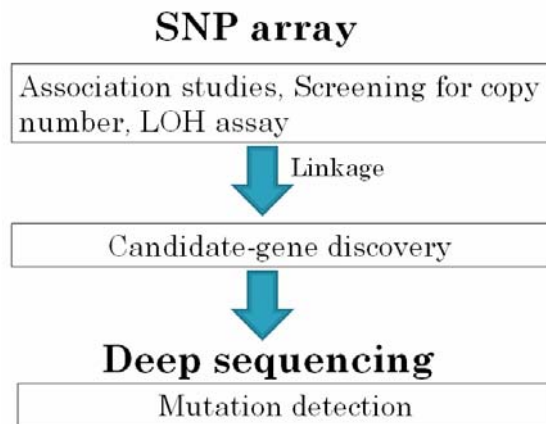 SNP array
Association studies, Screening for copy
number, LOH assay
Linkage
Candidate-gene discovery
Deep sequencing
Mutation detection